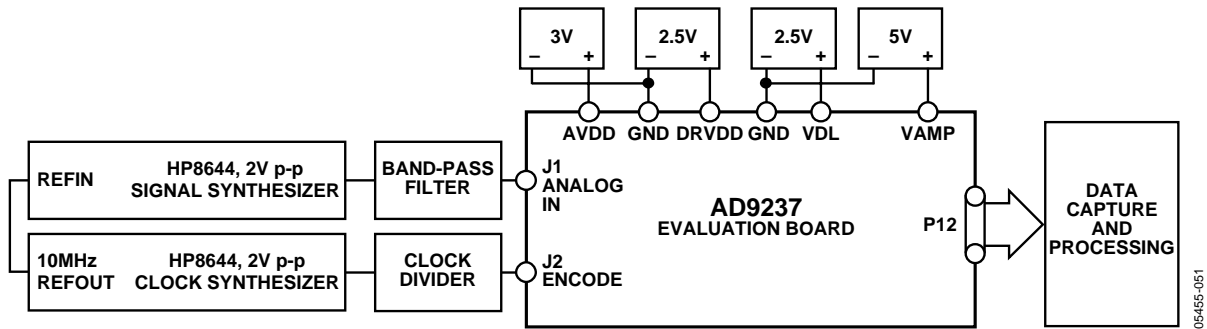 3V
– +
2.5V
– +
2.5V
– +
5V
– +
AVDD GND DRVDD GND VDL VAMP
REFIN
HP8644, 2V p-p
SIGNAL SYNTHESIZER
BAND-PASS
FILTER
J1
ANALOG
IN
10MHz
REFOUT
HP8644, 2V p-p
CLOCK SYNTHESIZER
CLOCK
DIVIDER
J2
ENCODE
AD9237
EVALUATION BOARD
P12
DATA
CAPTURE
AND
PROCESSING
05455-051